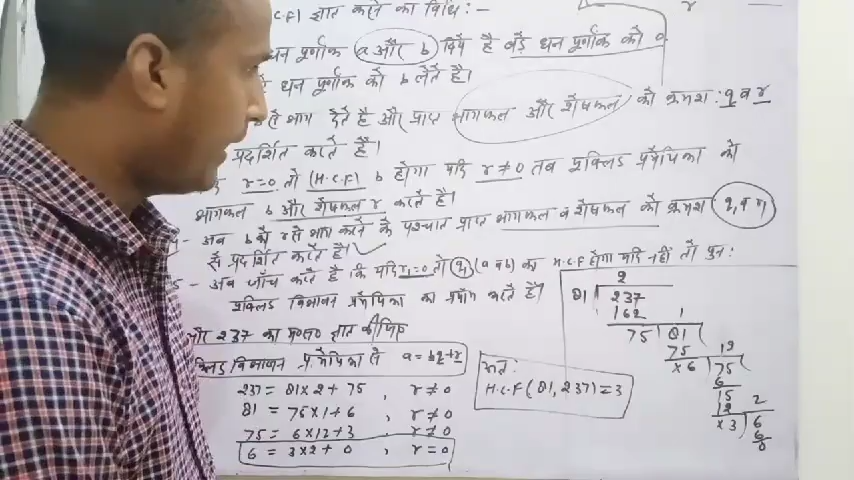 C.F) ज्ञात करने का विधि:-
r
धन पूर्णांक a और b दिये है बड़े धन पूर्णांक को a
धन पूर्णांक को b लेते है।
से भाग देते है और प्राप्त भागफल और शेषफल को क्रमश: q व r
प्रदर्शित करते है।
r=0 तो (H.C.F) b होगा यदि r≠0 तब यूक्लिड प्रमेयिका को
भागफल b और शेषफल r करते है।
अब b को r से भाग करने के पश्चात प्राप्त भागफल व शेषफल को क्रमश
से प्रदर्शित करते है।
5- अब जाँच करते है कि यदि r₁=0 तो (a व b) का H.C.F होगा यदि नहीं तो पुन:
यूक्लिड विभाजन प्रमेयिका का प्रयोग करते है।
और 237 का म०स० ज्ञात कीजिए
क्लिड विभाजन प्रमेयिका से a = bq+r
237 = 81×2 + 75 , r≠0
81 = 75×1+6 , r≠0
75 = 6×12+3 , r≠0
6 = 3×2+0 , r=0
अत:
H.C.F (81,237)=3
2
81 237
162 1
75 81
75 12
×6 75
6
15
12 2
×3 6
6
0